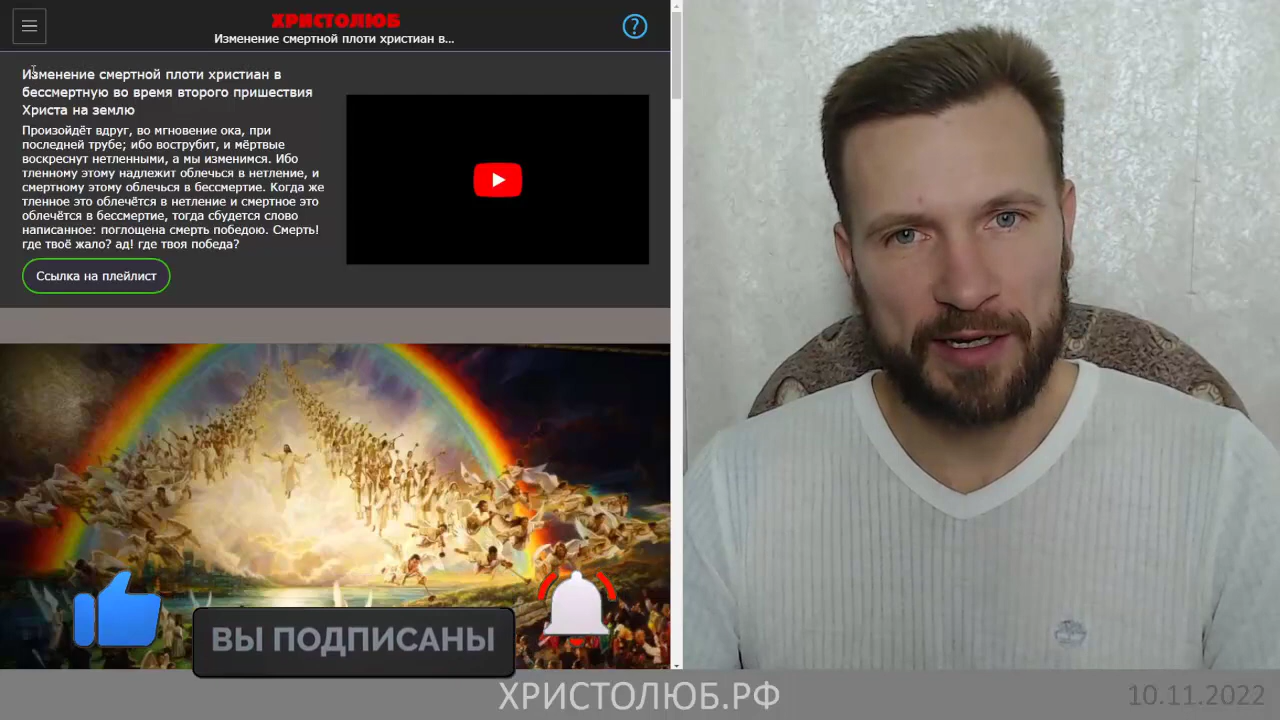 ХРИСТОЛЮБ
Изменение смертной плоти христиан в...
?
Изменение смертной плоти христиан в
бессмертную во время второго пришествия
Христа на землю
Произойдёт вдруг, во мгновение ока, при
последней трубе; ибо вострубит, и мёртвые
воскреснут нетленными, а мы изменимся. Ибо
тленному этому надлежит облечься в нетление, и
смертному этому облечься в бессмертие. Когда же
тленное это облечётся в нетление и смертное это
облечётся в бессмертие, тогда сбудется слово
написанное: поглощена смерть победою. Смерть!
где твоё жало? ад! где твоя победа?
Ссылка на плейлист
ВЫ ПОДПИСАНЫ
ХРИСТОЛЮБ.РФ
10.11.2022